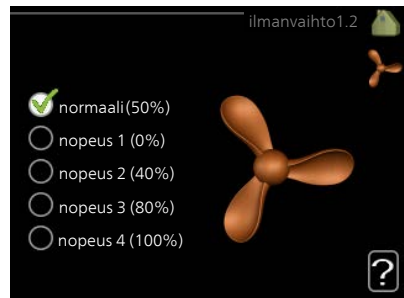 ilmanvaihto1.2
normaali(50%)
nopeus 1 (0%)
nopeus 2 (40%)
nopeus 3 (80%)
nopeus 4 (100%)
?